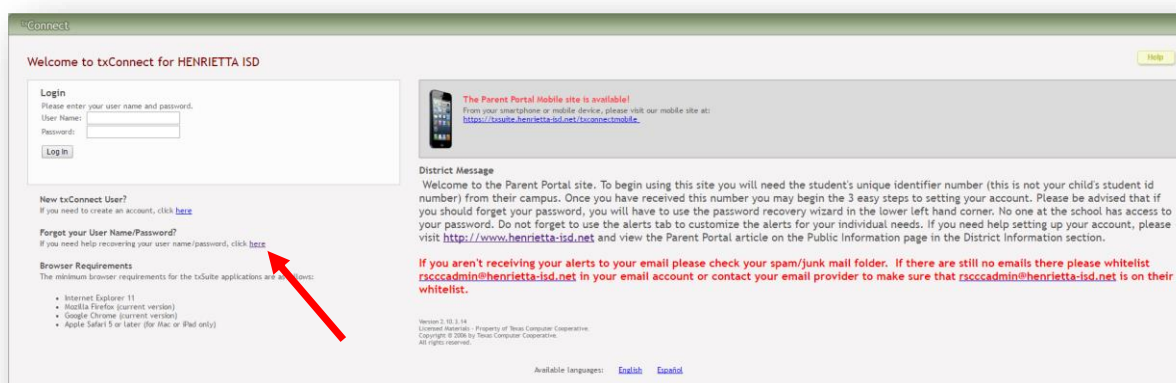 txConnect
Welcome to txConnect for HENRIETTA ISD
Help
Login
Please enter your user name and password.
User Name:
Password:
Log In
New txConnect User?
If you need to create an account, click here
Forgot your User Name/Password?
If you need help recovering your user name/password, click here
Browser Requirements
The minimum browser requirements for the txSuite applications are as follows:
• Internet Explorer 11
• Mozilla Firefox (current version)
• Google Chrome (current version)
• Apple Safari 5 or later (for Mac or iPad only)
The Parent Portal Mobile site is available!
From your smartphone or mobile device, please visit our mobile site at:
https://txsuite.henrietta-isd.net/txconnectmobile
District Message
Welcome to the Parent Portal site. To begin using this site you will need the student's unique identifier number (this is not your child's student id
number) from their campus. Once you have received this number you may begin the 3 easy steps to setting your account. Please be advised that if
you should forget your password, you will have to use the password recovery wizard in the lower left hand corner. No one at the school has access to
your password. Do not forget to use the alerts tab to customize the alerts for your individual needs. If you need help setting up your account, please
visit http://www.henrietta-isd.net and view the Parent Portal article on the Public Information page in the District Information section.
If you aren't receiving your alerts to your email please check your spam/junk mail folder. If there are still no emails there please whitelist
rscccadmin@henrietta-isd.net in your email account or contact your email provider to make sure that rscccadmin@henrietta-isd.net is on their
whitelist.
Version 2.10.3.14
Licensed Materials - Property of Texas Computer Cooperative
Copyright © 2006 by Texas Computer Cooperative.
All rights reserved.
Available languages: English Español